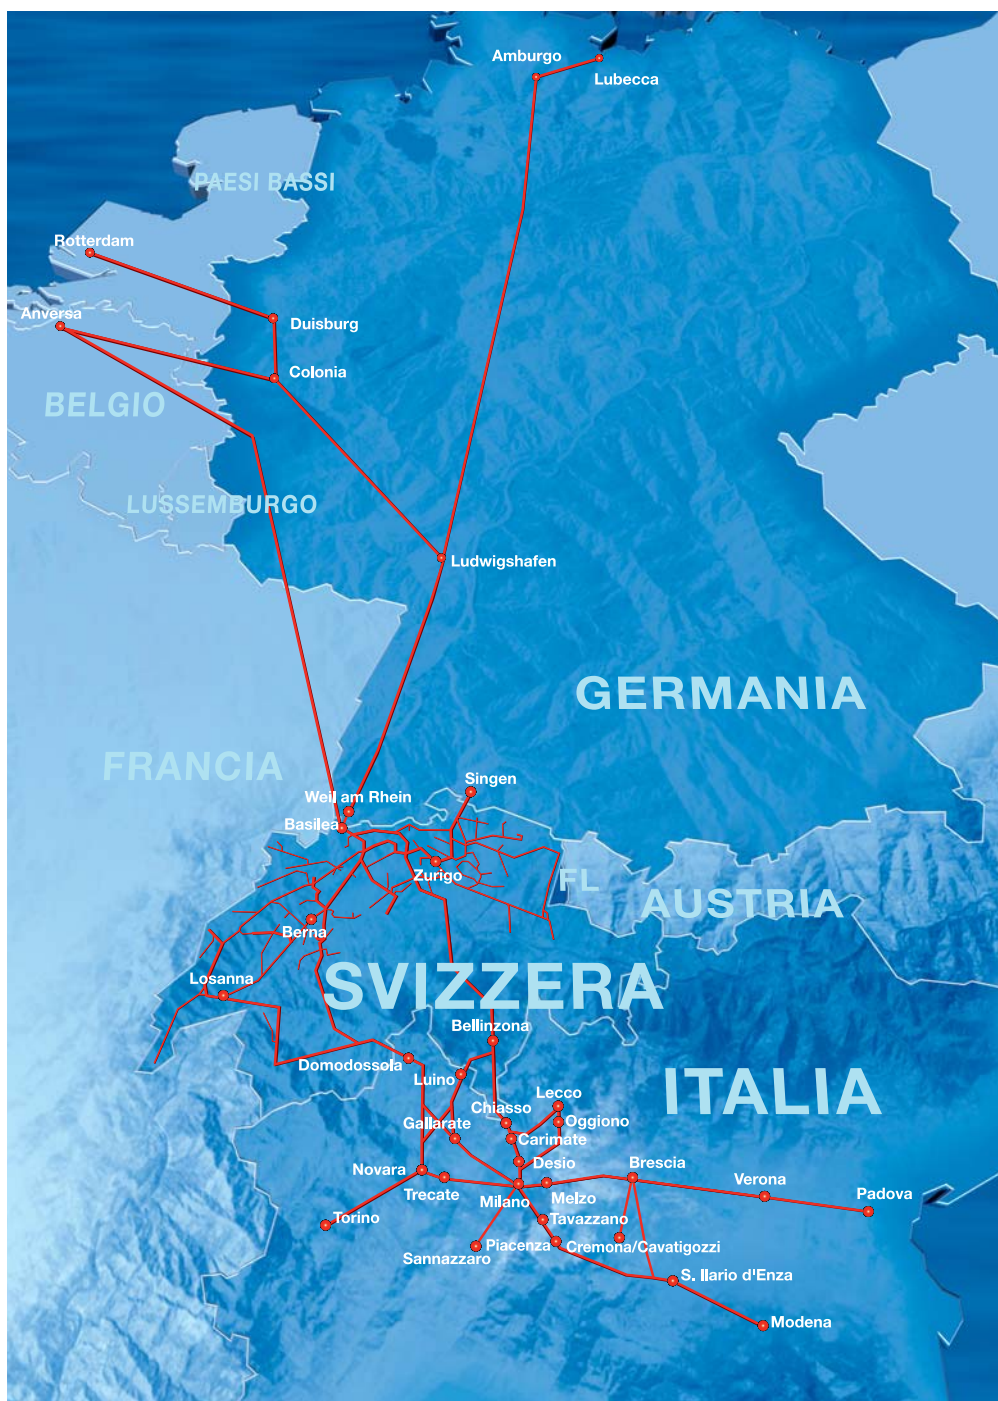 Amburgo
Lubecca
PAESI BASSI
Rotterdam
Anversa
Duisburg
Colonia
BELGIO
LUSSEMBURGO
Ludwigshafen
GERMANIA
FRANCIA
Singen
Weil am Rhein
Basilea
Zurigo
FL
AUSTRIA
Berna
Losanna
SVIZZERA
Bellinzona
Domodossola
Luino
ITALIA
Lecco
Chiasso
Oggiono
Gallarate
Carimate
Desio
Brescia
Novara
Trecate
Milano
Melzo
Verona
Padova
Torino
Tavazzano
Sannazzaro
Piacenza
Cremona/Cavatigozzi
S. Ilario d'Enza
Modena